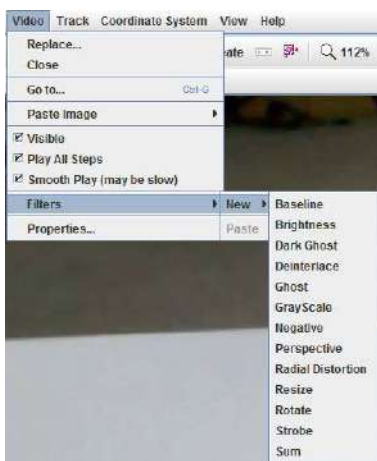 Video Track Coordinate System View Help
Replace...
Close
eate 112%
Go to... Ctrl-G
Paste Image
Visible
Play All Steps
Smooth Play (may be slow)
Filters New Baseline
Properties... Paste Brightness
Dark Ghost
Deinterlace
Ghost
GrayScale
Negative
Perspective
Radial Distortion
Resize
Rotate
Strobe
Sum